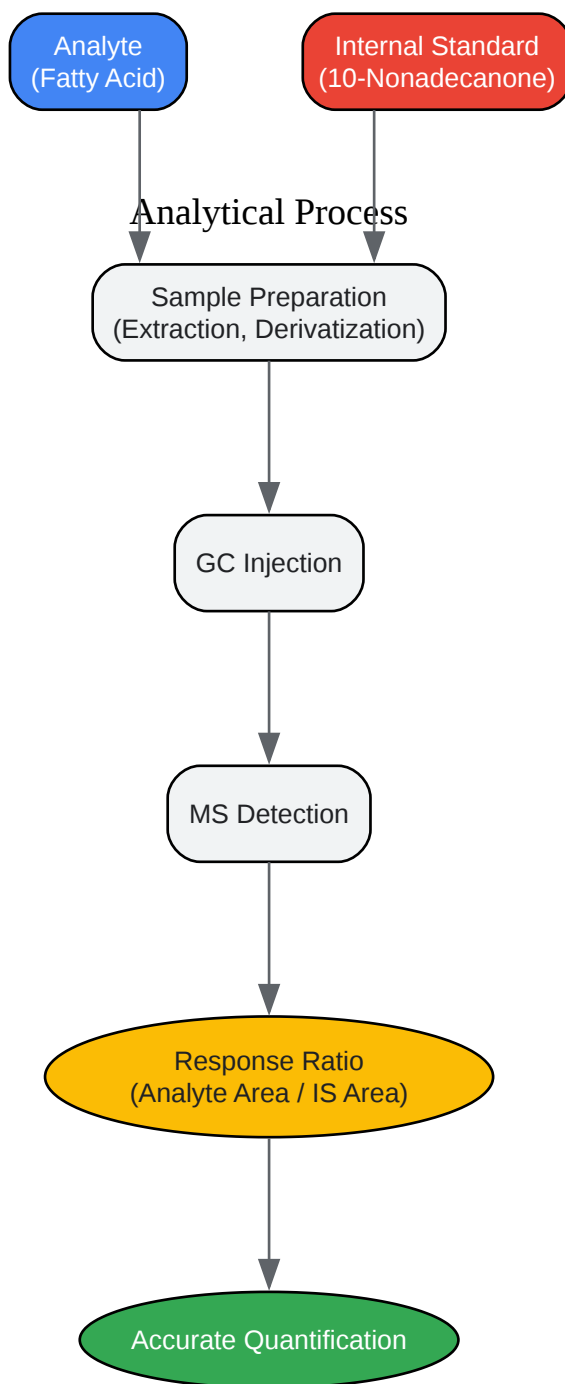 Analyte
(Fatty Acid)
Internal Standard
(10-Nonadecanone)
Analytical Process
Sample Preparation
(Extraction, Derivatization)
GC Injection
MS Detection
Response Ratio
(Analyte Area / IS Area)
Accurate Quantification